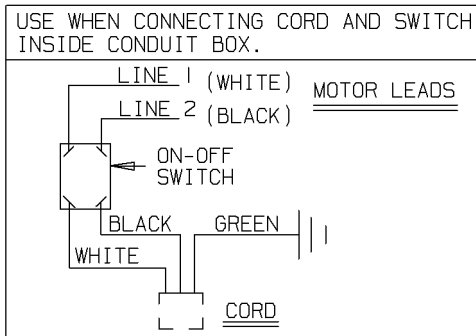 USE WHEN CONNECTING CORD AND SWITCH
INSIDE CONDUIT BOX.
LINE 1 (WHITE)
MOTOR LEADS
LINE 2 (BLACK)
ON-OFF
SWITCH
BLACK
GREEN
WHITE
CORD